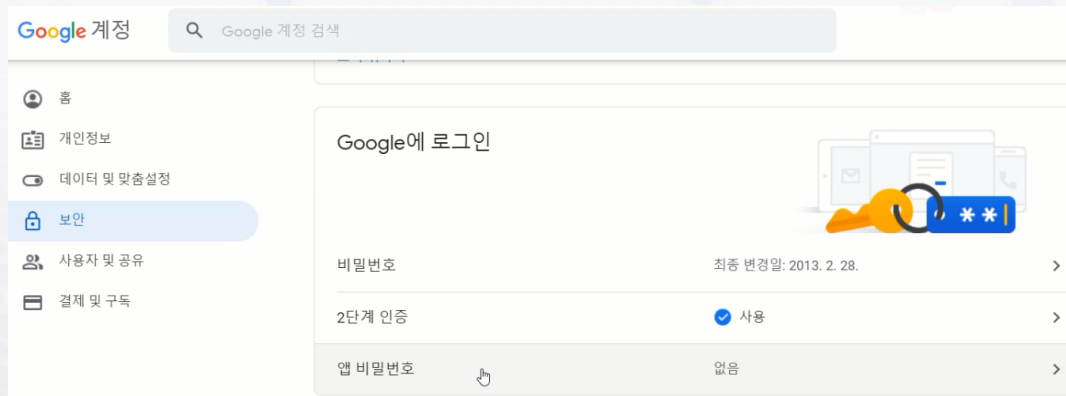 Google 계정
Google 계정 검색
홈
개인정보
데이터 및 맞춤설정
보안
사용자 및 공유
결제 및 구독
Google에 로그인
**
비밀번호 최종 변경일: 2013. 2. 28.
2단계 인증 사용
앱 비밀번호 없음